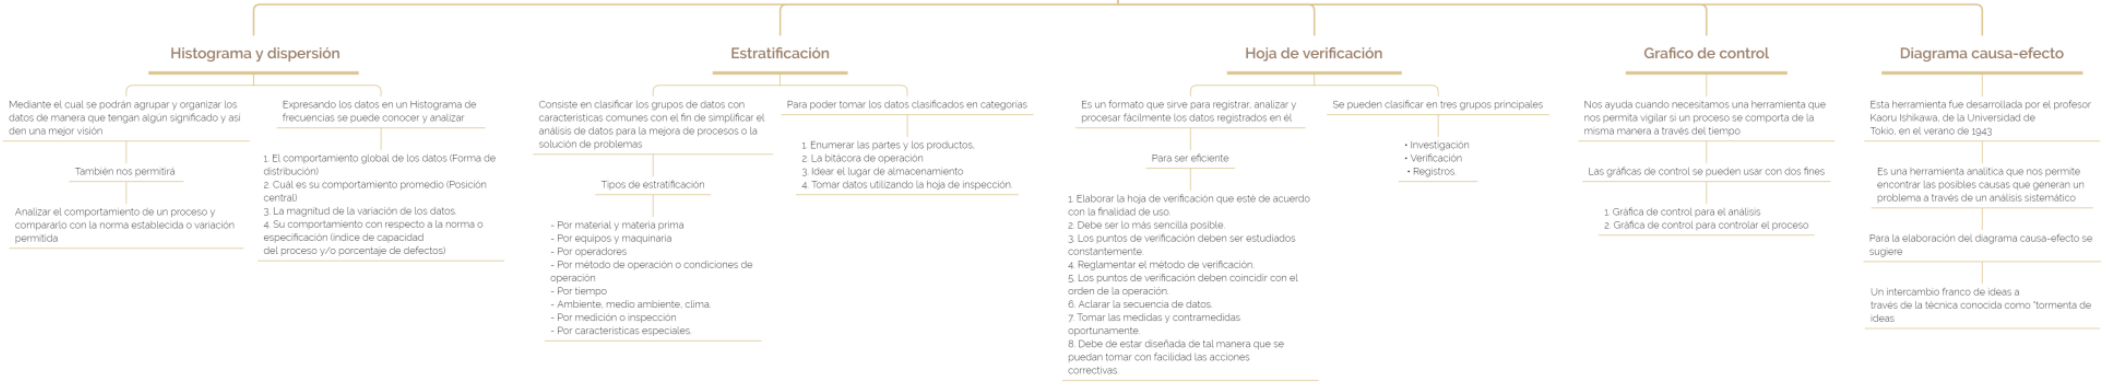 Histograma y dispersión
Mediante el cual se podrán agrupar y organizar los
datos de manera que tengan algún significado y así
den una mejor visión
También nos permitirá
Analizar el comportamiento de un proceso y
compararlo con la norma establecida o variación
permitida
Expresando los datos en un Histograma de
frecuencias se puede conocer y analizar
1. El comportamiento global de los datos (Forma de
distribución)
2. Cuál es su comportamiento promedio (Posición
central)
3. La magnitud de la variación de los datos.
4. Su comportamiento con respecto a la norma o
especificación (índice de capacidad
del proceso y/o porcentaje de defectos)
Estratificación
Consiste en clasificar los grupos de datos con
características comunes con el fin de simplificar el
análisis de datos para la mejora de procesos o la
solución de problemas
Tipos de estratificación
- Por material y materia prima
- Por equipos y maquinaria
- Por operadores
- Por método de operación o condiciones de
operación
- Por tiempo
- Ambiente, medio ambiente, clima.
- Por medición o inspección
- Por características especiales.
Para poder tomar los datos clasificados en categorías
1. Enumerar las partes y los productos,
2. La bitácora de operación
3. Idear el lugar de almacenamiento
4. Tomar datos utilizando la hoja de inspección.
Hoja de verificación
Es un formato que sirve para registrar, analizar y
procesar fácilmente los datos registrados en él
Para ser eficiente
1. Elaborar la hoja de verificación que esté de acuerdo
con la finalidad de uso.
2. Debe ser lo más sencilla posible.
3. Los puntos de verificación deben ser estudiados
constantemente.
4. Reglamentar el método de verificación.
5. Los puntos de verificación deben coincidir con el
orden de la operación.
6. Aclarar la secuencia de datos.
7. Tomar las medidas y contramedidas
oportunamente.
8. Debe de estar diseñada de tal manera que se
puedan tomar con facilidad las acciones
correctivas.
Se pueden clasificar en tres grupos principales
• Investigación
• Verificación
• Registros.
Grafico de control
Nos ayuda cuando necesitamos una herramienta que
nos permita vigilar si un proceso se comporta de la
misma manera a través del tiempo
Las gráficas de control se pueden usar con dos fines
1. Gráfica de control para el análisis
2. Gráfica de control para controlar el proceso
Diagrama causa-efecto
Esta herramienta fue desarrollada por el profesor
Kaoru Ishikawa, de la Universidad de
Tokio, en el verano de 1943
Es una herramienta analítica que nos permite
encontrar las posibles causas que generan un
problema a través de un análisis sistemático
Para la elaboración del diagrama causa-efecto se
sugiere
Un intercambio franco de ideas a
través de la técnica conocida como "tormenta de
ideas